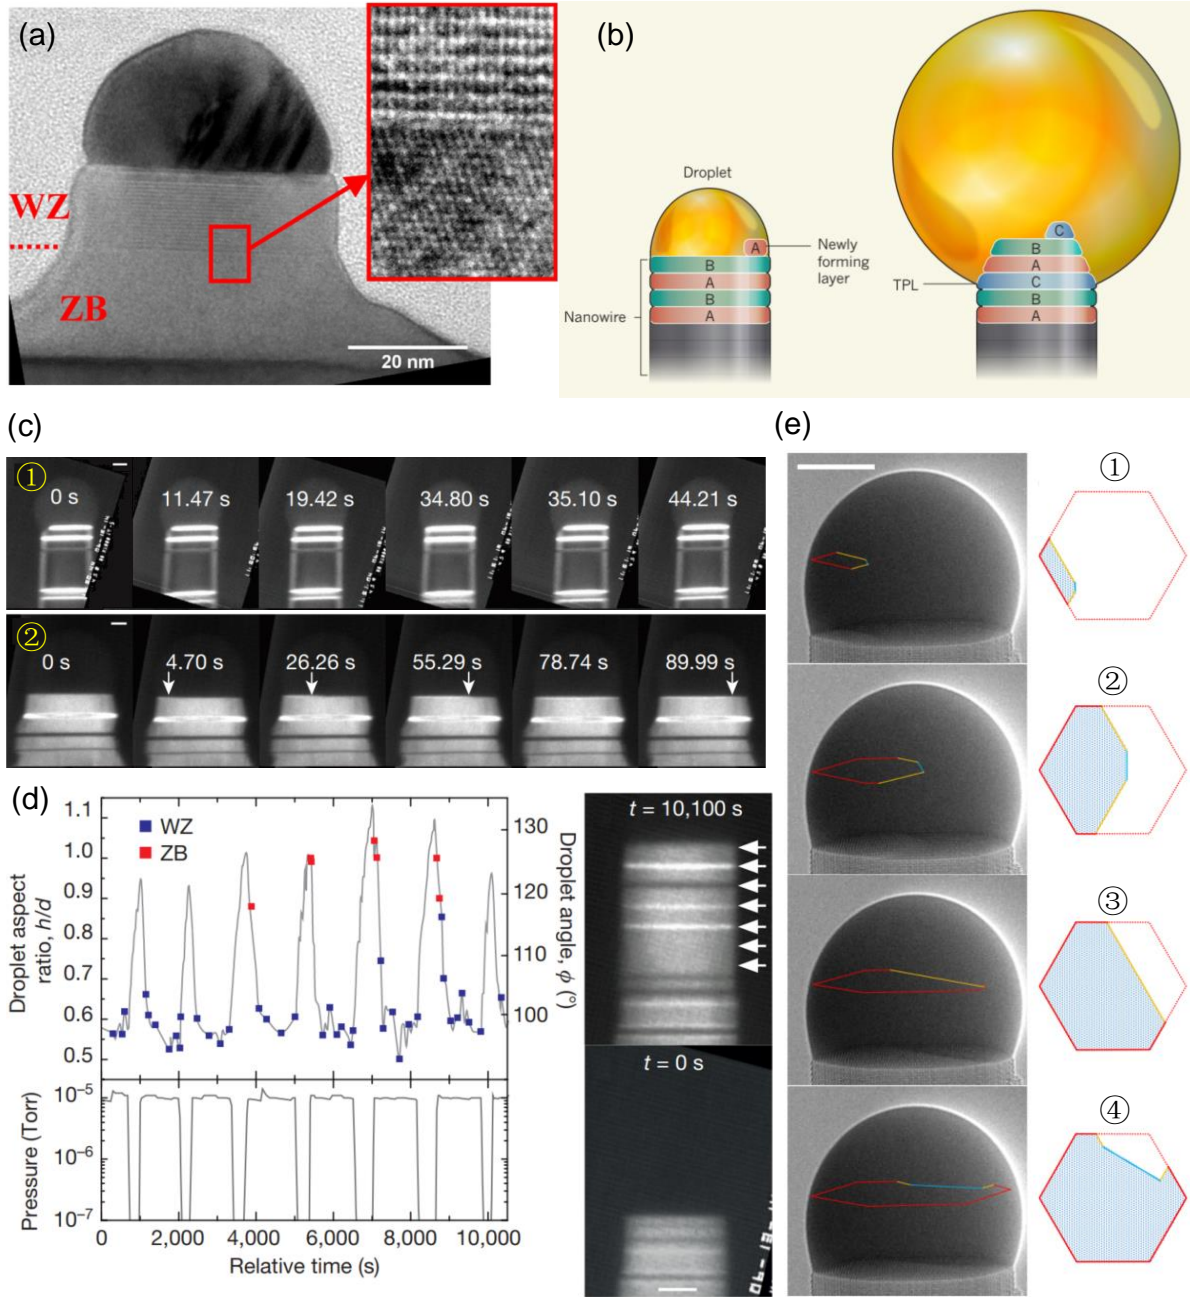 (a)
WZ
ZB
20 nm
(b)
Droplet
A
B
A
B
A
Newly
forming
layer
Nanowire
TPL
C
B
A
C
B
A
(c)
①
0 s
11.47 s
19.42 s
34.80 s
35.10 s
44.21 s
②
0 s
4.70 s
26.26 s
55.29 s
78.74 s
89.99 s
(d)
WZ
ZB
Droplet aspect
ratio, h/d
1.1
1.0
0.9
0.8
0.7
0.6
0.5
130
120
110
100
90
Droplet angle, ϕ (°)
Pressure (Torr)
10⁻⁵
10⁻⁶
10⁻⁷
0
2,000
4,000
6,000
8,000
10,000
Relative time (s)
t = 10,100 s
t = 0 s
(e)
①
②
③
④